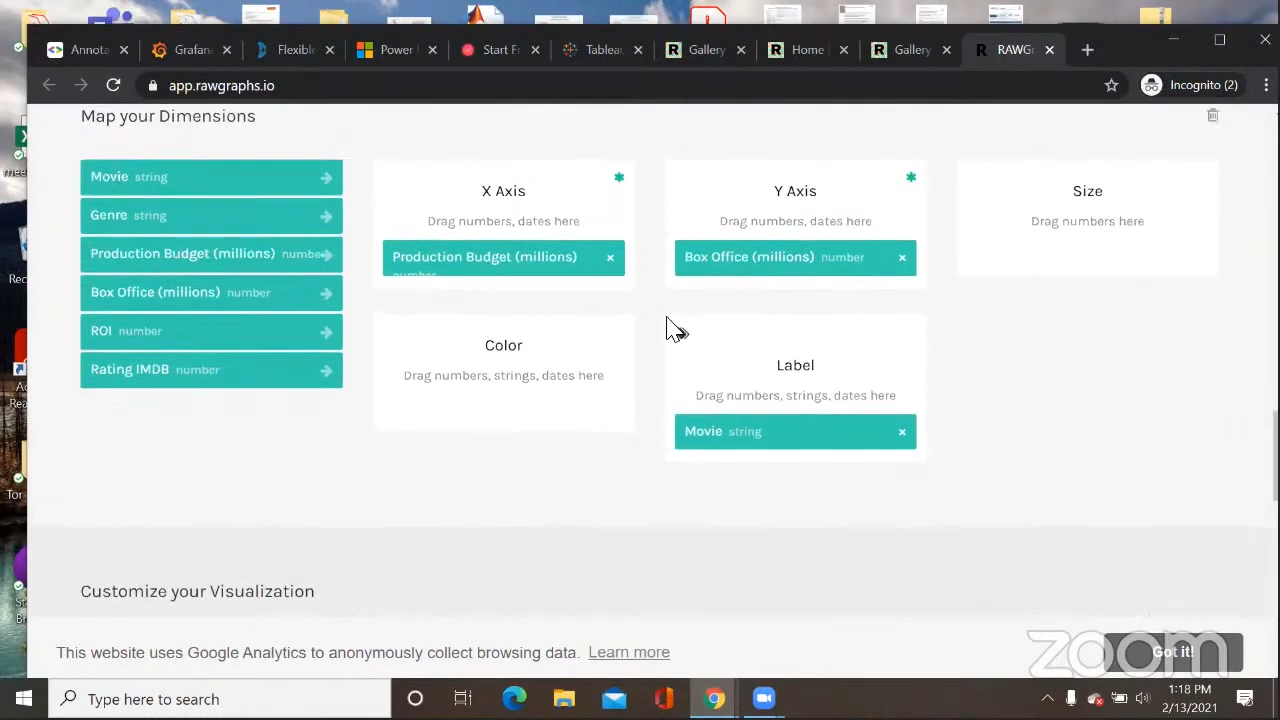 Annota
Grafan
Flexible
Power
Start Fr
Tablea
Gallery
Home
Gallery
RAWGr
app.rawgraphs.io
Incognito (2)
Map your Dimensions
Movie string
Genre string
Production Budget (millions) numbe
Box Office (millions) number
ROI number
Rating IMDB number
X Axis
Drag numbers, dates here
Production Budget (millions)
number
Y Axis
Drag numbers, dates here
Box Office (millions) number
Size
Drag numbers here
Color
Drag numbers, strings, dates here
Label
Drag numbers, strings, dates here
Movie string
Customize your Visualization
This website uses Google Analytics to anonymously collect browsing data. Learn more
Got it!
zoom
Type here to search
1:18 PM
2/13/2021